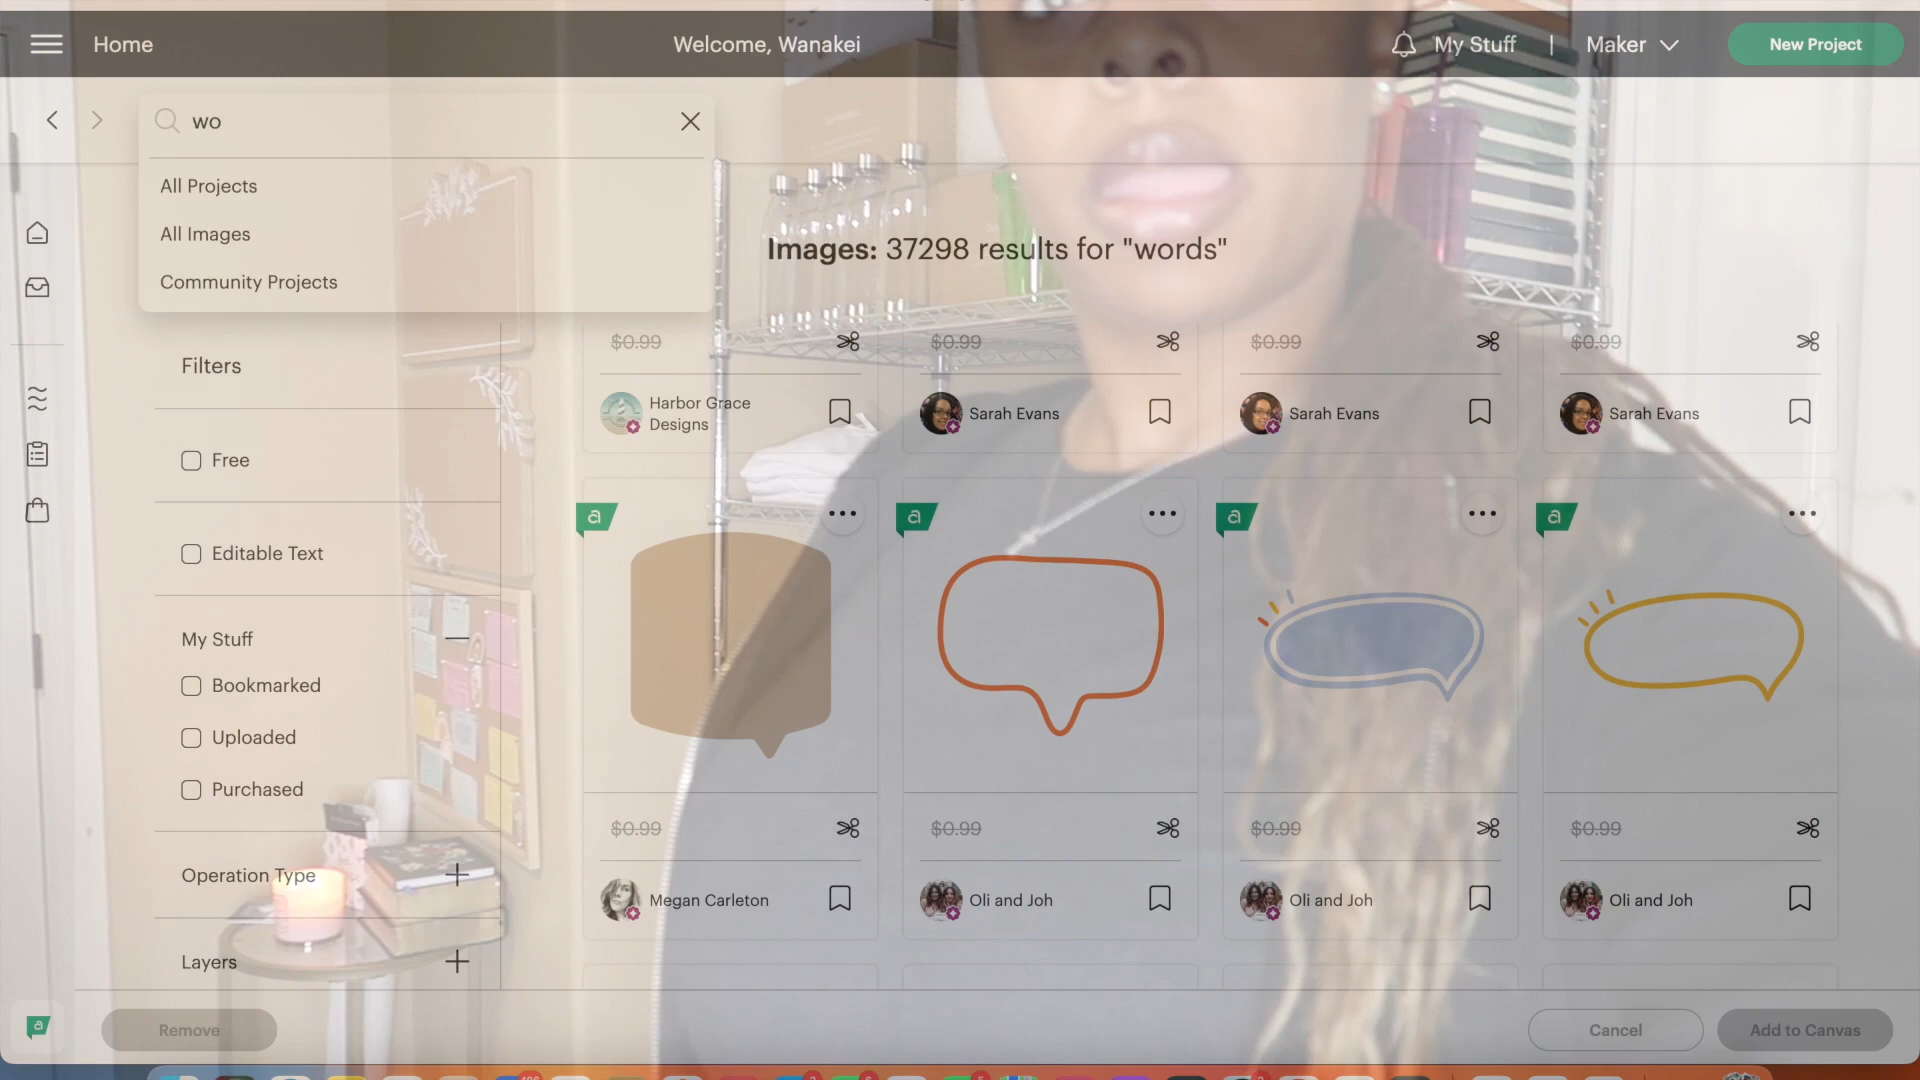 Home
Welcome, Wanakei
My Stuff
Maker
New Project
wo
All Projects
All Images
Community Projects
Images: 37298 results for "words"
Filters
Free
Editable Text
My Stuff
Bookmarked
Uploaded
Purchased
Operation Type
Layers
$0.99
$0.99
$0.99
$0.99
Harbor Grace
Designs
Sarah Evans
Sarah Evans
Sarah Evans
a
a
a
a
$0.99
$0.99
$0.99
$0.99
Megan Carleton
Oli and Joh
Oli and Joh
Oli and Joh
a
Remove
Cancel
Add to Canvas